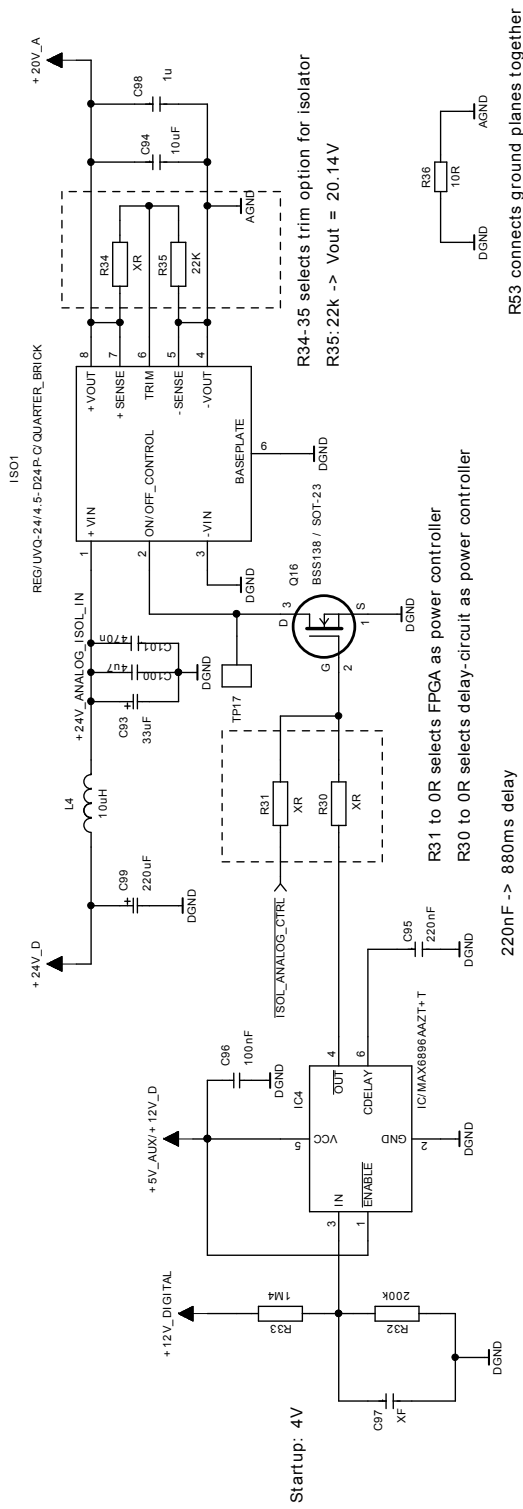 ISO1
REG/UVQ-24/4.5-D24P-C/QUARTER_BRICK
+24V_D
C99
220uF
DGND
L4
10uH
+24V_ANALOG_ISOL_IN
C93
33uF
C100
4u7
C101
470n
DGND
1
+VIN
2
ON/OFF_CONTROL
3
-VIN
DGND
BASEPLATE
6
DGND
+VOUT
8
+SENSE
7
TRIM
6
-SENSE
5
-VOUT
4
R34
XR
R35
22K
AGND
C94
10uF
C98
1u
+20V_A
R34-35 selects trim option for isolator
R35:22k -> Vout = 20.14V
TP17
Q16
BSS138 / SOT-23
D
3
G
2
S
1
DGND
ISOL_ANALOG_CTRL
R31
XR
R30
XR
R31 to 0R selects FPGA as power controller
R30 to 0R selects delay-circuit as power controller
R36
10R
DGND
AGND
R53 connects ground planes together
Startup: 4V
+12V_DIGITAL
R33
1M4
R32
200k
C97
XF
DGND
+5V_AUX/+12V_D
C96
100nF
DGND
IC4
5
VCC
3
IN
1
ENABLE
4
OUT
6
CDELAY
GND
2
DGND
IC/MAX6896AAZT+T
C95
220nF
DGND
220nF -> 880ms delay